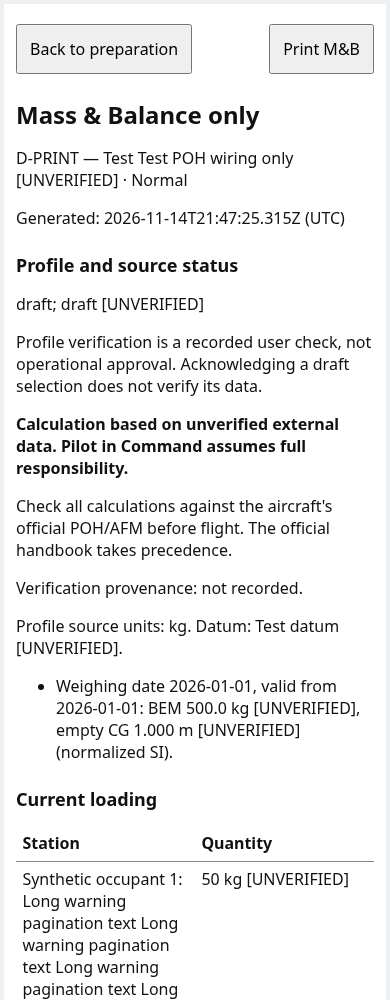 Back to preparation
Print M&B
Mass & Balance only
D-PRINT — Test Test POH wiring only
[UNVERIFIED] · Normal
Generated: 2026-11-14T21:47:25.315Z (UTC)
Profile and source status
draft; draft [UNVERIFIED]
Profile verification is a recorded user check, not
operational approval. Acknowledging a draft
selection does not verify its data.
Calculation based on unverified external
data. Pilot in Command assumes full
responsibility.
Check all calculations against the aircraft's
official POH/AFM before flight. The official
handbook takes precedence.
Verification provenance: not recorded.
Profile source units: kg. Datum: Test datum
[UNVERIFIED].
• Weighing date 2026-01-01, valid from
2026-01-01: BEM 500.0 kg [UNVERIFIED],
empty CG 1.000 m [UNVERIFIED]
(normalized SI).
Current loading
Station Quantity
Synthetic occupant 1: 50 kg [UNVERIFIED]
Long warning
pagination text Long
warning pagination
text Long warning
pagination text Long